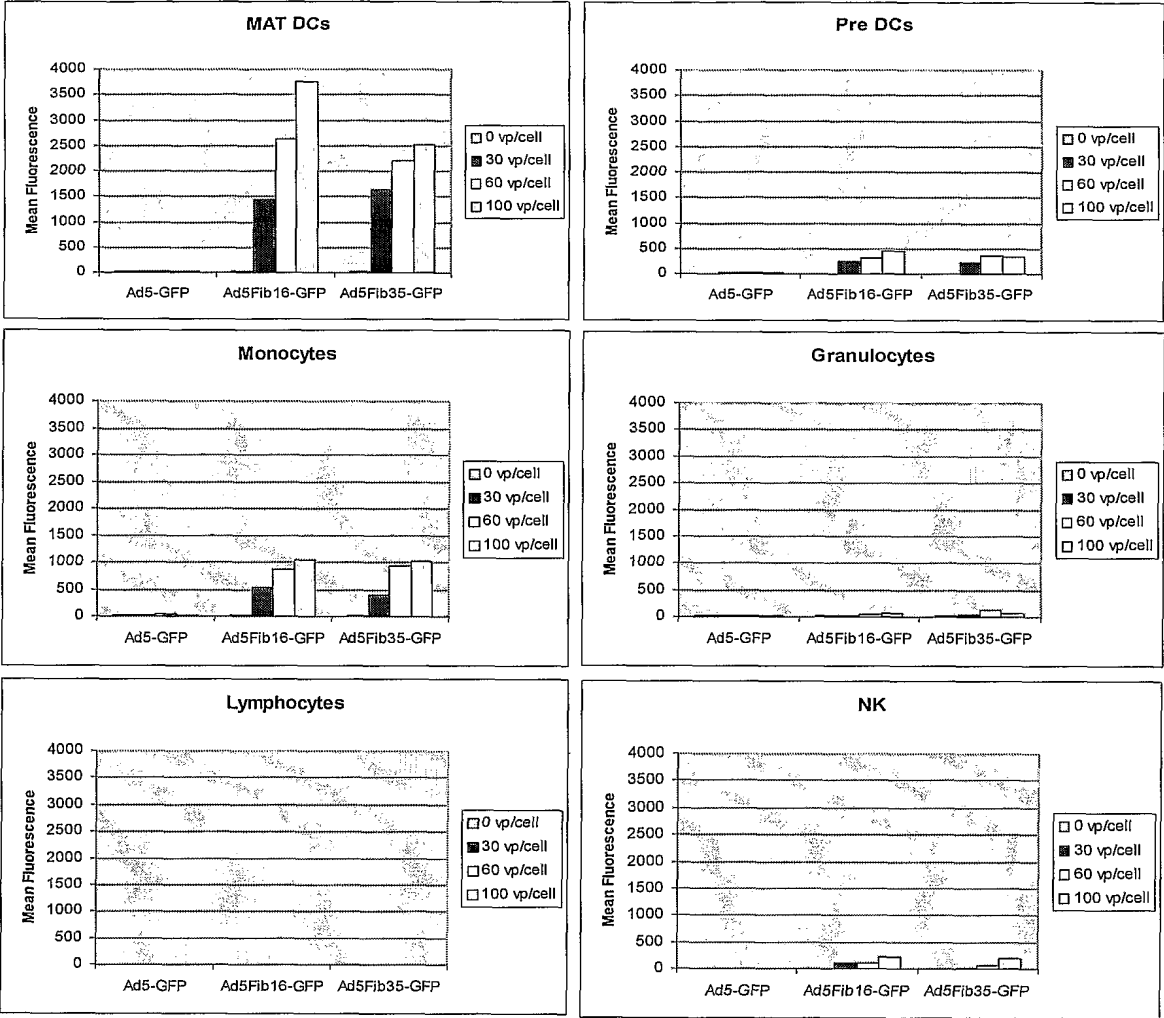 MAT DCs
Mean Fluorescence
4000
3500
3000
2500
2000
1500
1000
500
0
Ad5-GFP
Ad5Fib16-GFP
Ad5Fib35-GFP
0 vp/cell
30 vp/cell
60 vp/cell
100 vp/cell
Pre DCs
Mean Fluorescence
4000
3500
3000
2500
2000
1500
1000
500
0
Ad5-GFP
Ad5Fib16-GFP
Ad5Fib35-GFP
0 vp/cell
30 vp/cell
60 vp/cell
100 vp/cell
Monocytes
Mean Fluorescence
4000
3500
3000
2500
2000
1500
1000
500
0
Ad5-GFP
Ad5Fib16-GFP
Ad5Fib35-GFP
0 vp/cell
30 vp/cell
60 vp/cell
100 vp/cell
Granulocytes
Mean Fluorescence
4000
3500
3000
2500
2000
1500
1000
500
0
Ad5-GFP
Ad5Fib16-GFP
Ad5Fib35-GFP
0 vp/cell
30 vp/cell
60 vp/cell
100 vp/cell
Lymphocytes
Mean Fluorescence
4000
3500
3000
2500
2000
1500
1000
500
0
Ad5-GFP
Ad5Fib16-GFP
Ad5Fib35-GFP
0 vp/cell
30 vp/cell
60 vp/cell
100 vp/cell
NK
Mean Fluorescence
4000
3500
3000
2500
2000
1500
1000
500
0
Ad5-GFP
Ad5Fib16-GFP
Ad5Fib35-GFP
0 vp/cell
30 vp/cell
60 vp/cell
100 vp/cell